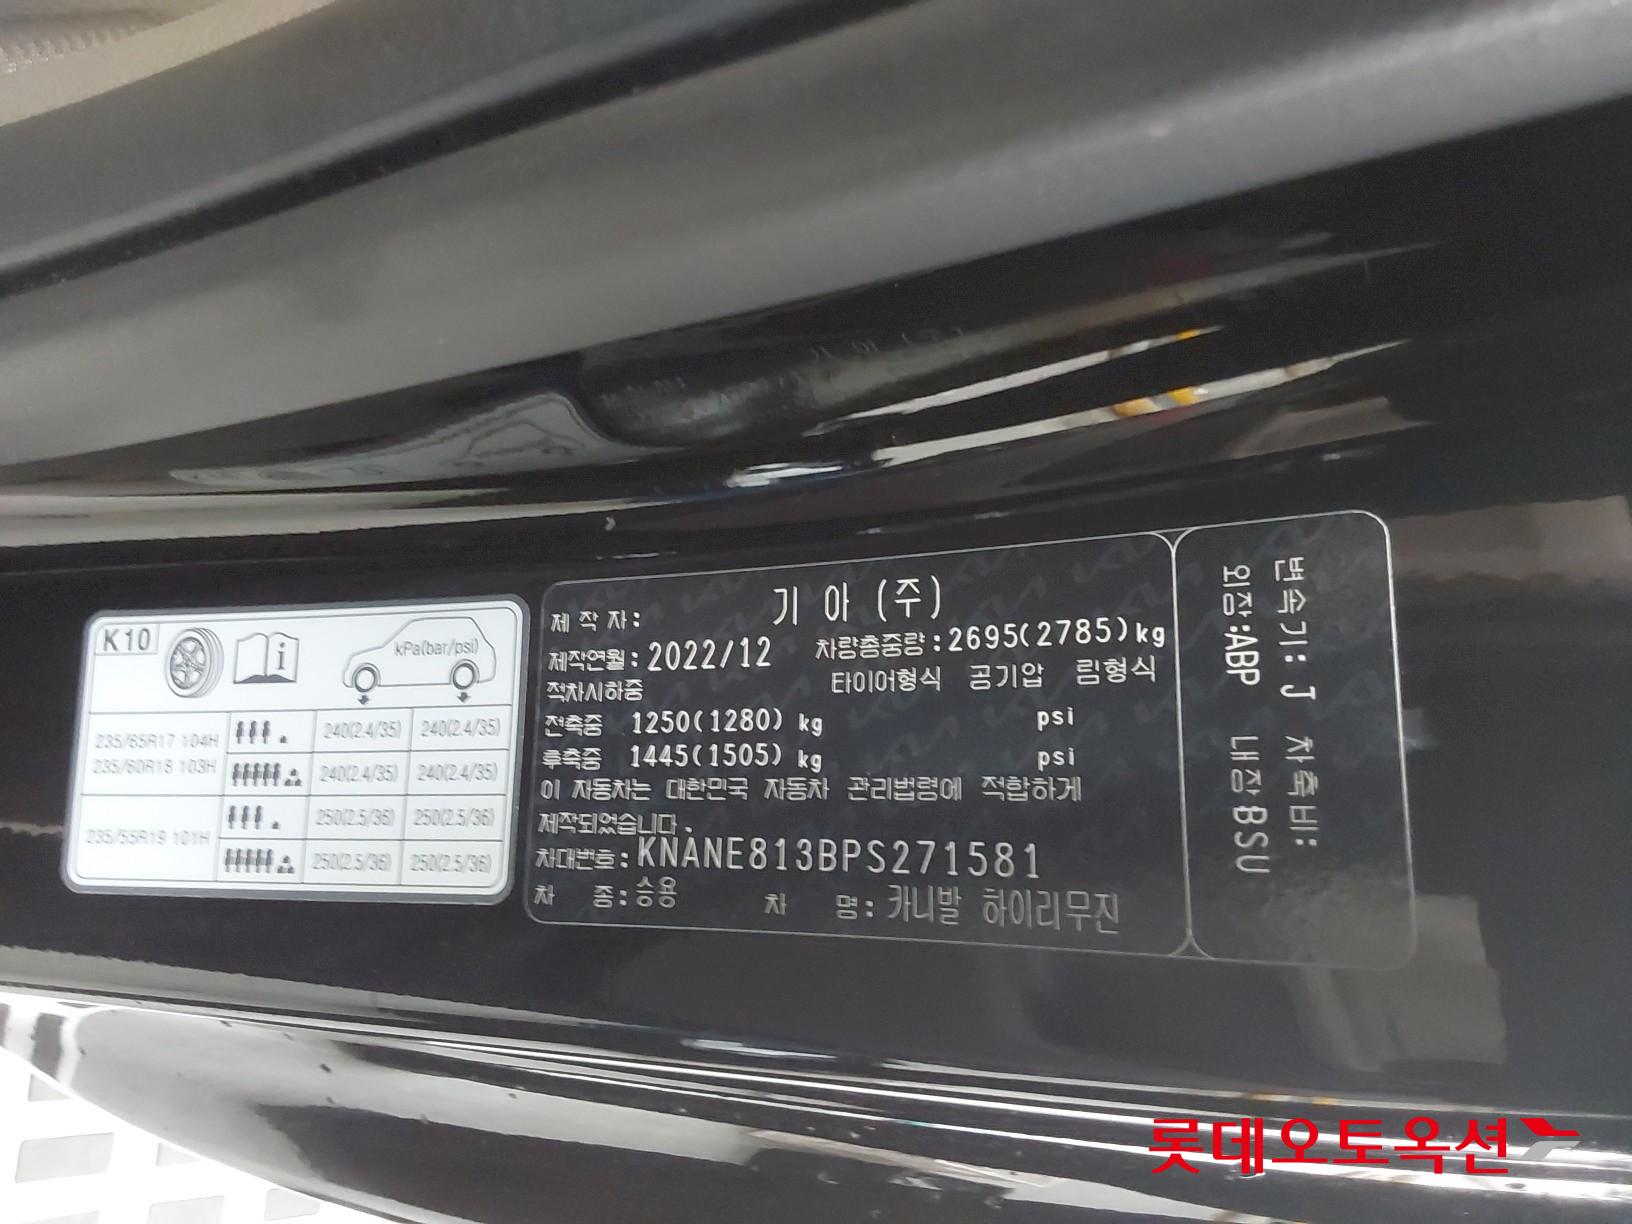 K10
i
kPa(bar/psi)
235/65R17 104H
235/60R18 103H
240(2.4/35) 240(2.4/35)
240(2.4/35) 240(2.4/35)
235/55R19 101H
250(2.5/36) 250(2.5/36)
250(2.5/36) 250(2.5/36)
제작자: 기아(주)
제작연월: 2022/12 차량총중량: 2695(2785)kg
적차시하중 타이어형식 공기압 림형식
전축중 1250(1280) kg psi
후축중 1445(1505) kg psi
이 자동차는 대한민국 자동차 관리법령에 적합하게
제작되었습니다.
차대번호: KNANE813BPS271581
차 종: 승용 차 명: 카니발 하이리무진
변속기: J 차축비:
외장:ABP 내장BSU
롯데오토옥션